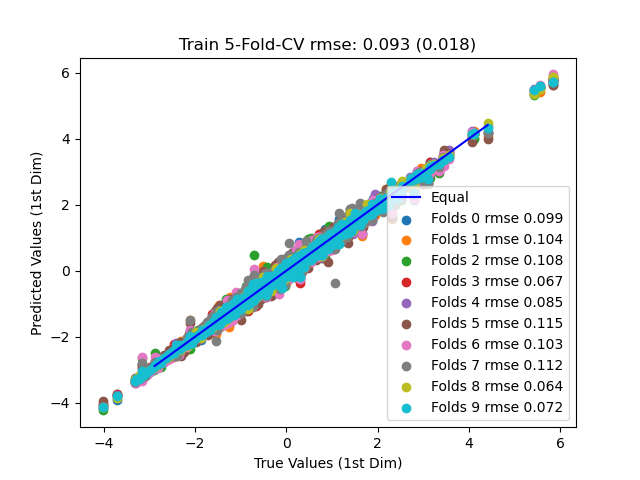 Train 5-Fold-CV rmse: 0.093 (0.018)
Predicted Values (1st Dim)
6
4
2
0
−2
−4
Equal
Folds 0 rmse 0.099
Folds 1 rmse 0.104
Folds 2 rmse 0.108
Folds 3 rmse 0.067
Folds 4 rmse 0.085
Folds 5 rmse 0.115
Folds 6 rmse 0.103
Folds 7 rmse 0.112
Folds 8 rmse 0.064
Folds 9 rmse 0.072
−4 −2 0 2 4 6
True Values (1st Dim)